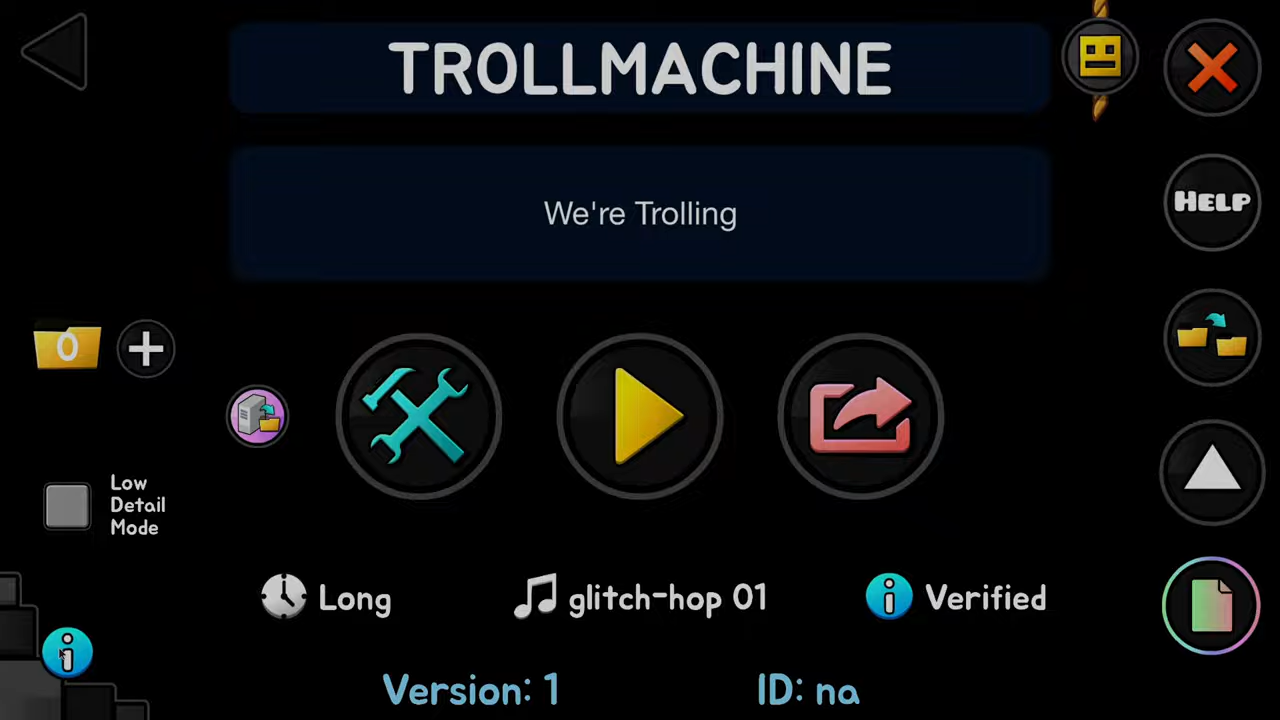 TROLLMACHINE
We're Trolling
HELP
0
Low
Detail
Mode
Long
glitch-hop 01
Verified
Version: 1
ID: na